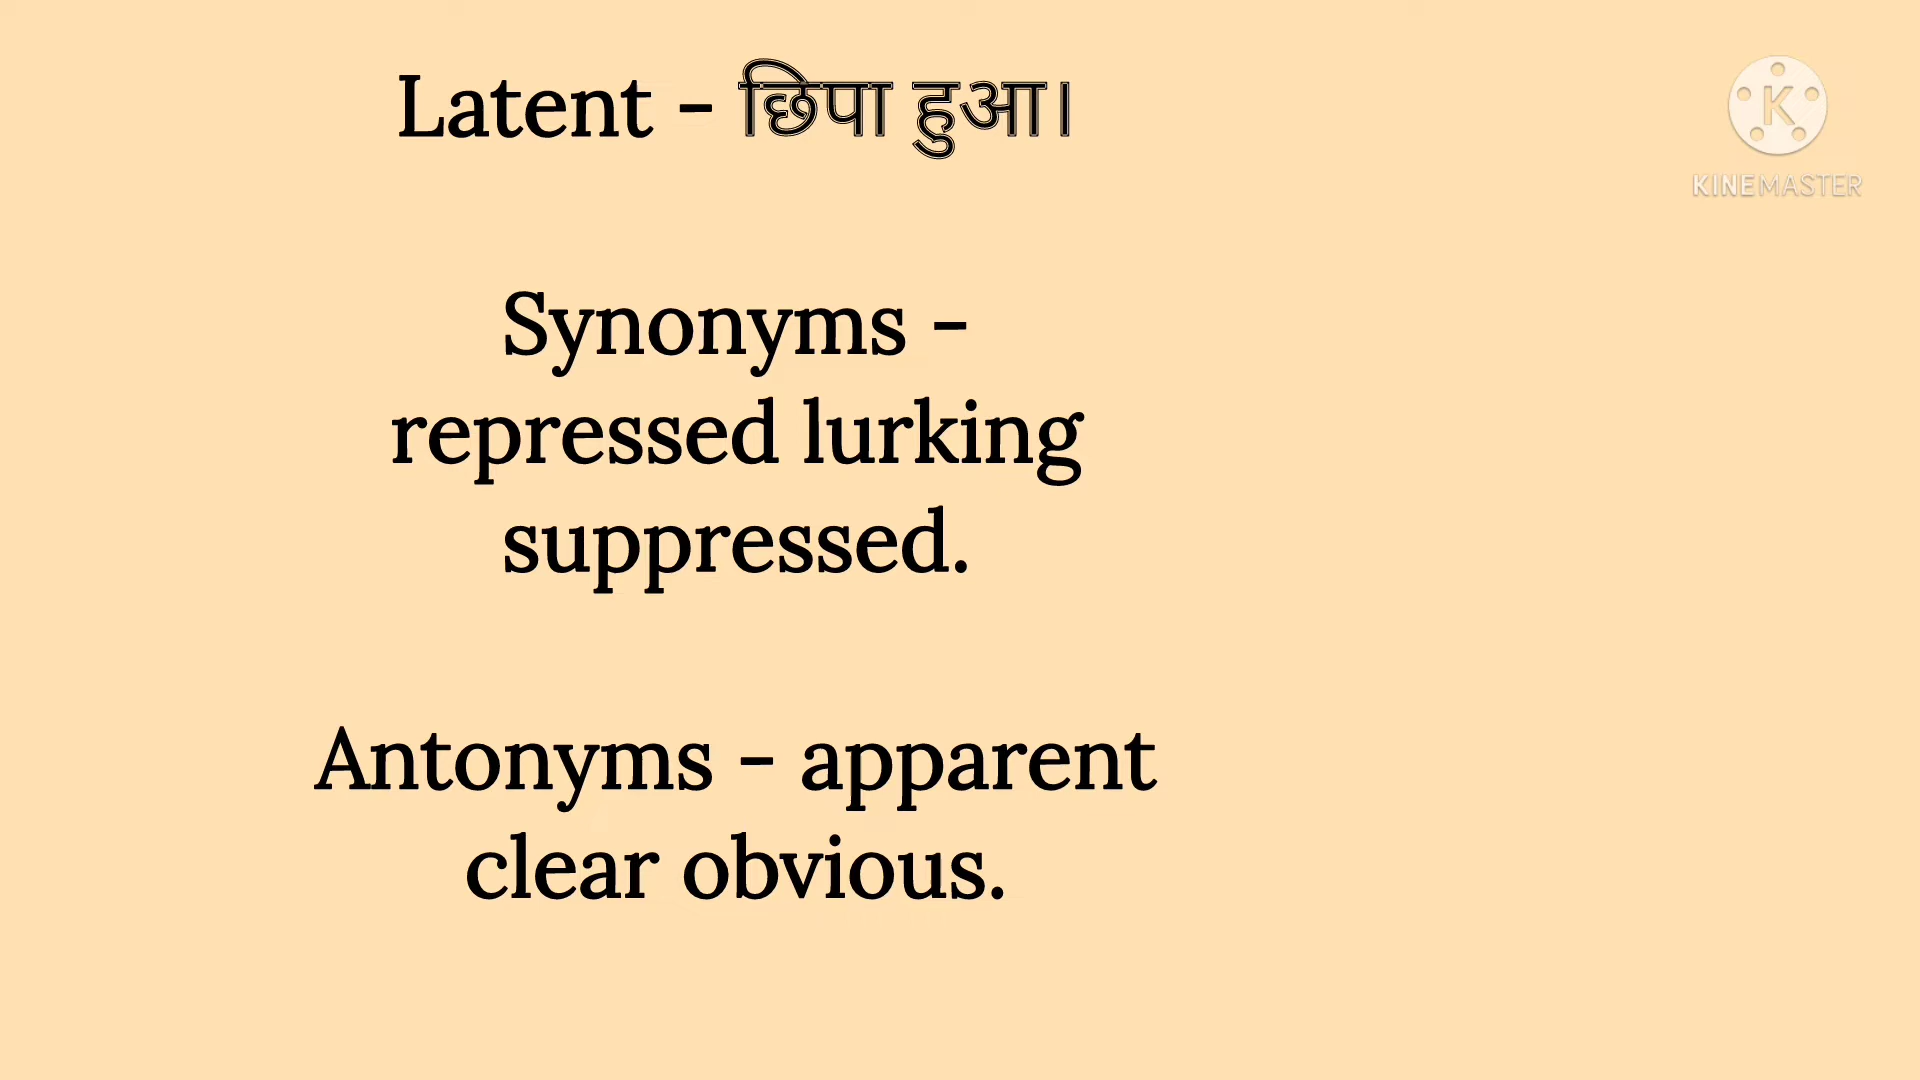 Latent - छिपा हुआ।
K
KINEMASTER
Synonyms -
repressed lurking
suppressed.
Antonyms - apparent
clear obvious.